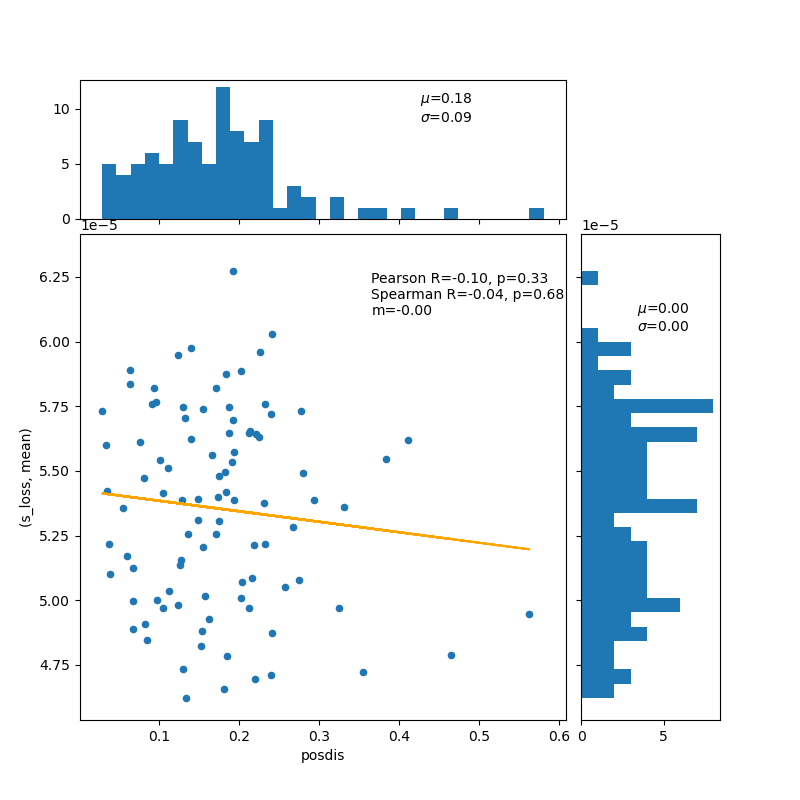 10
5
0
μ=0.18
σ=0.09
1e−5
1e−5
6.25
6.00
5.75
5.50
5.25
5.00
4.75
(s_loss, mean)
Pearson R=-0.10, p=0.33
Spearman R=-0.04, p=0.68
m=-0.00
μ=0.00
σ=0.00
0.1
0.2
0.3
0.4
0.5
0.6
0
5
posdis